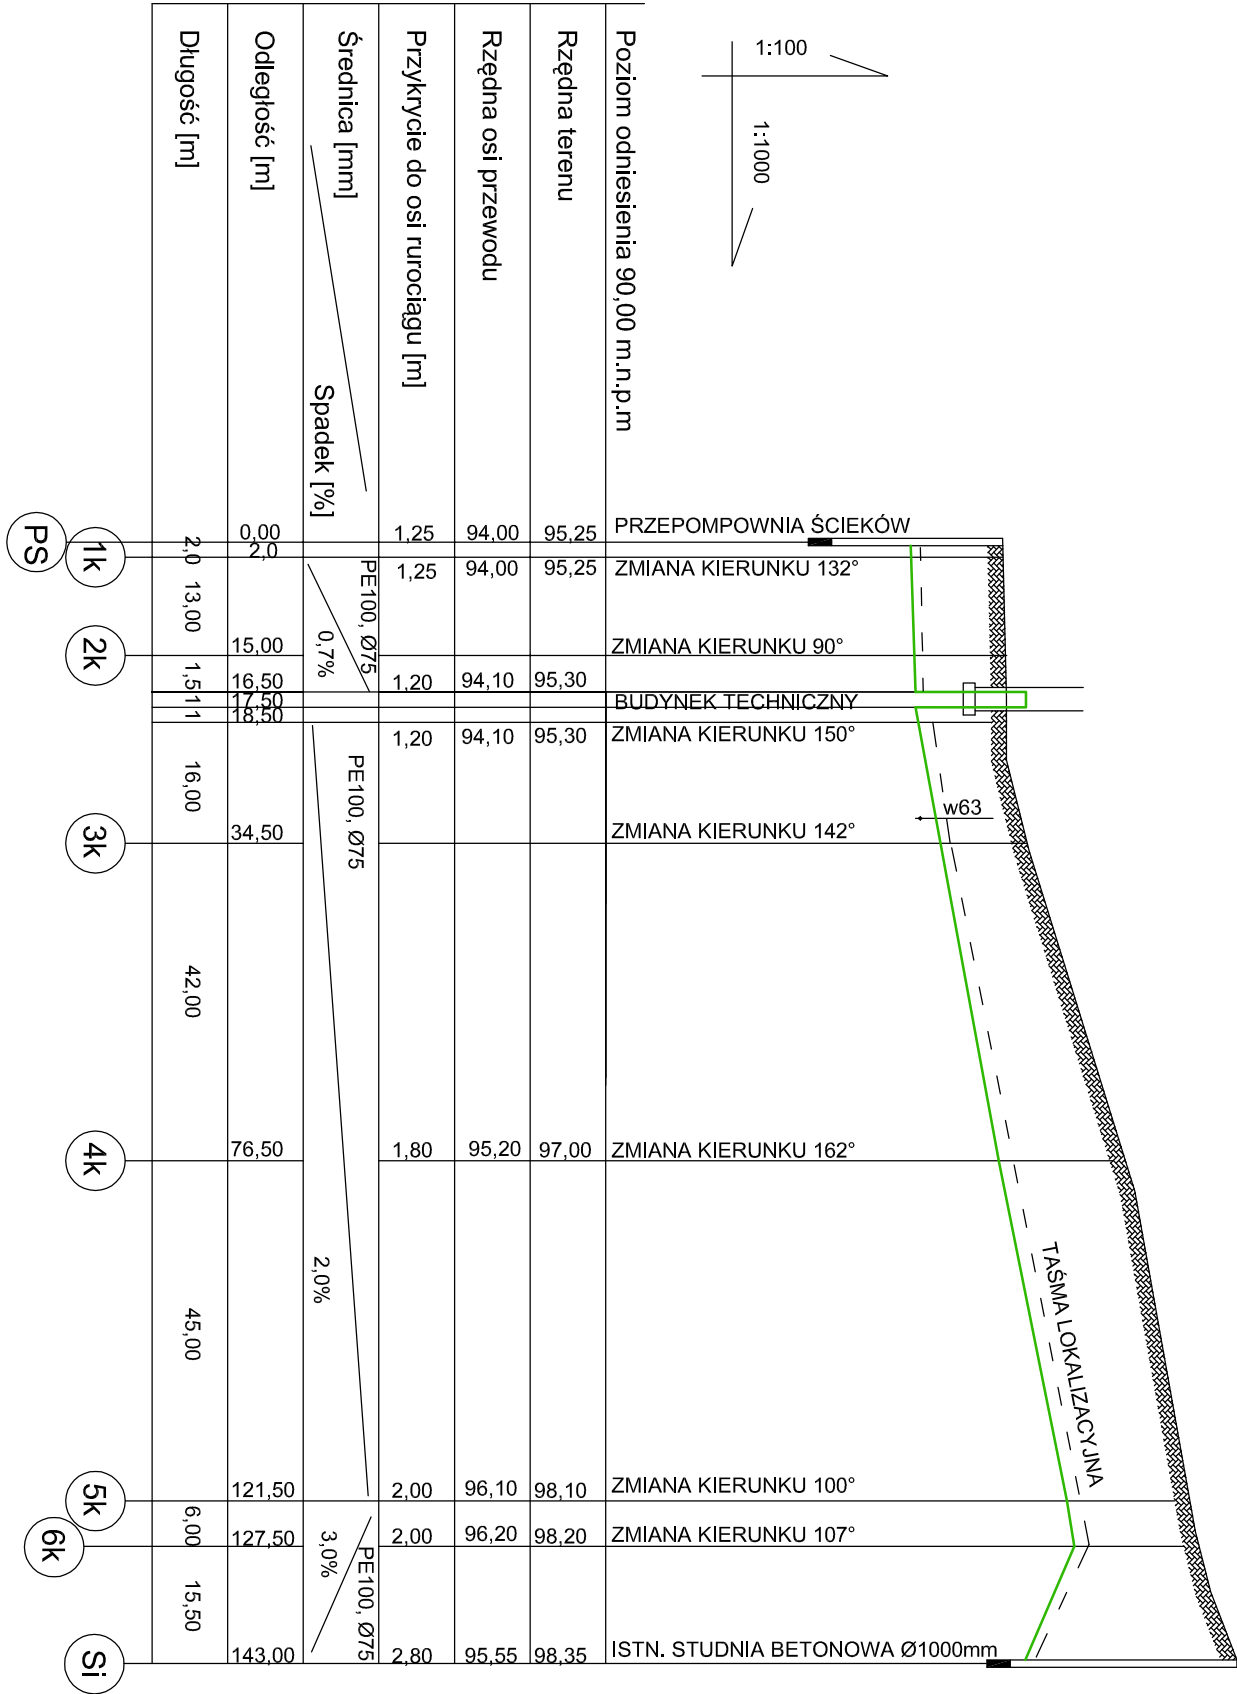 1:100
1:1000
Poziom odniesienia 90,00 m.n.p.m
Rzędna terenu
Rzędna osi przewodu
Przykrycie do osi rurociągu [m]
Średnica [mm]
Spadek [%]
Odległość [m]
Długość [m]
PRZEPOMPOWNIA ŚCIEKÓW
ZMIANA KIERUNKU 132°
ZMIANA KIERUNKU 90°
BUDYNEK TECHNICZNY
ZMIANA KIERUNKU 150°
ZMIANA KIERUNKU 142°
ZMIANA KIERUNKU 162°
ZMIANA KIERUNKU 100°
ZMIANA KIERUNKU 107°
ISTN. STUDNIA BETONOWA Ø1000mm
w63
TAŚMA LOKALIZACYJNA
95,25
95,25
95,30
95,30
97,00
98,10
98,20
98,35
94,00
94,00
94,10
94,10
95,20
96,10
96,20
95,55
1,25
1,25
1,20
1,20
1,80
2,00
2,00
2,80
PE100, Ø75
0,7%
PE100, Ø75
2,0%
PE100, Ø75
3,0%
0,00
2,0
15,00
16,50
17,50
18,50
34,50
76,50
121,50
127,50
143,00
2,0
13,00
1,5
1
1
16,00
42,00
45,00
6,00
15,50
PS
1k
2k
3k
4k
5k
6k
Si